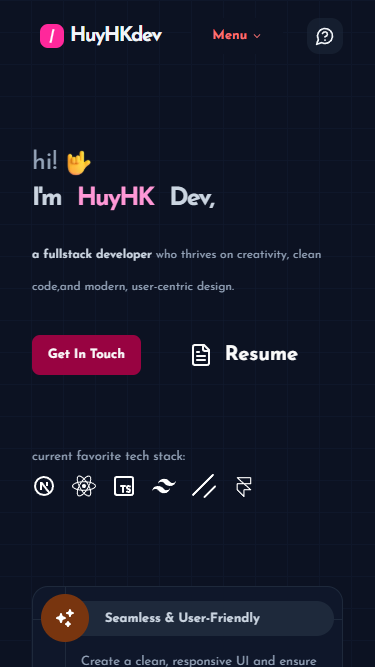 / HuyHKdev
Menu
hi! 🤟
I'm HuyHK Dev,
a fullstack developer who thrives on creativity, clean
code,and modern, user-centric design.
Get In Touch
Resume
current favorite tech stack:
N TS
Seamless & User-Friendly
Create a clean, responsive UI and ensure